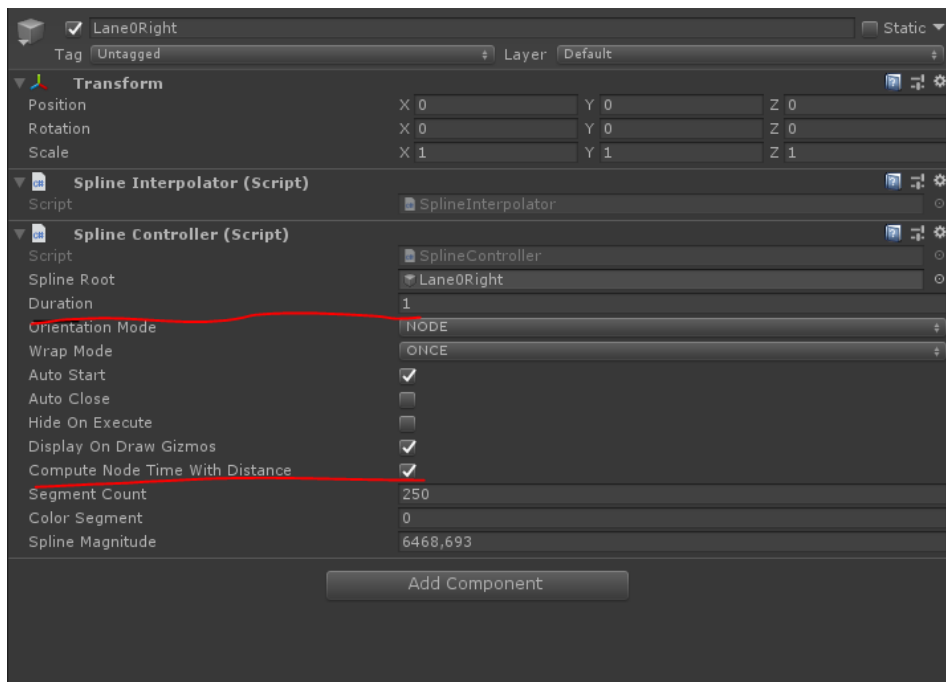 Lane0Right Static
Tag Untagged Layer Default
Transform
Position X 0 Y 0 Z 0
Rotation X 0 Y 0 Z 0
Scale X 1 Y 1 Z 1
Spline Interpolator (Script)
Script SplineInterpolator
Spline Controller (Script)
Script SplineController
Spline Root Lane0Right
Duration 1
Orientation Mode NODE
Wrap Mode ONCE
Auto Start
Auto Close
Hide On Execute
Display On Draw Gizmos
Compute Node Time With Distance
Segment Count 250
Color Segment 0
Spline Magnitude 6468,693
Add Component